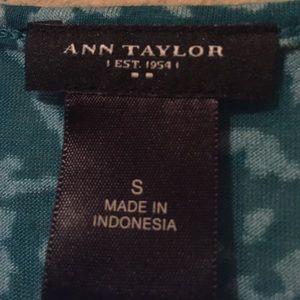 ANN TAYLOR
EST. 1954
S
MADE IN
INDONESIA